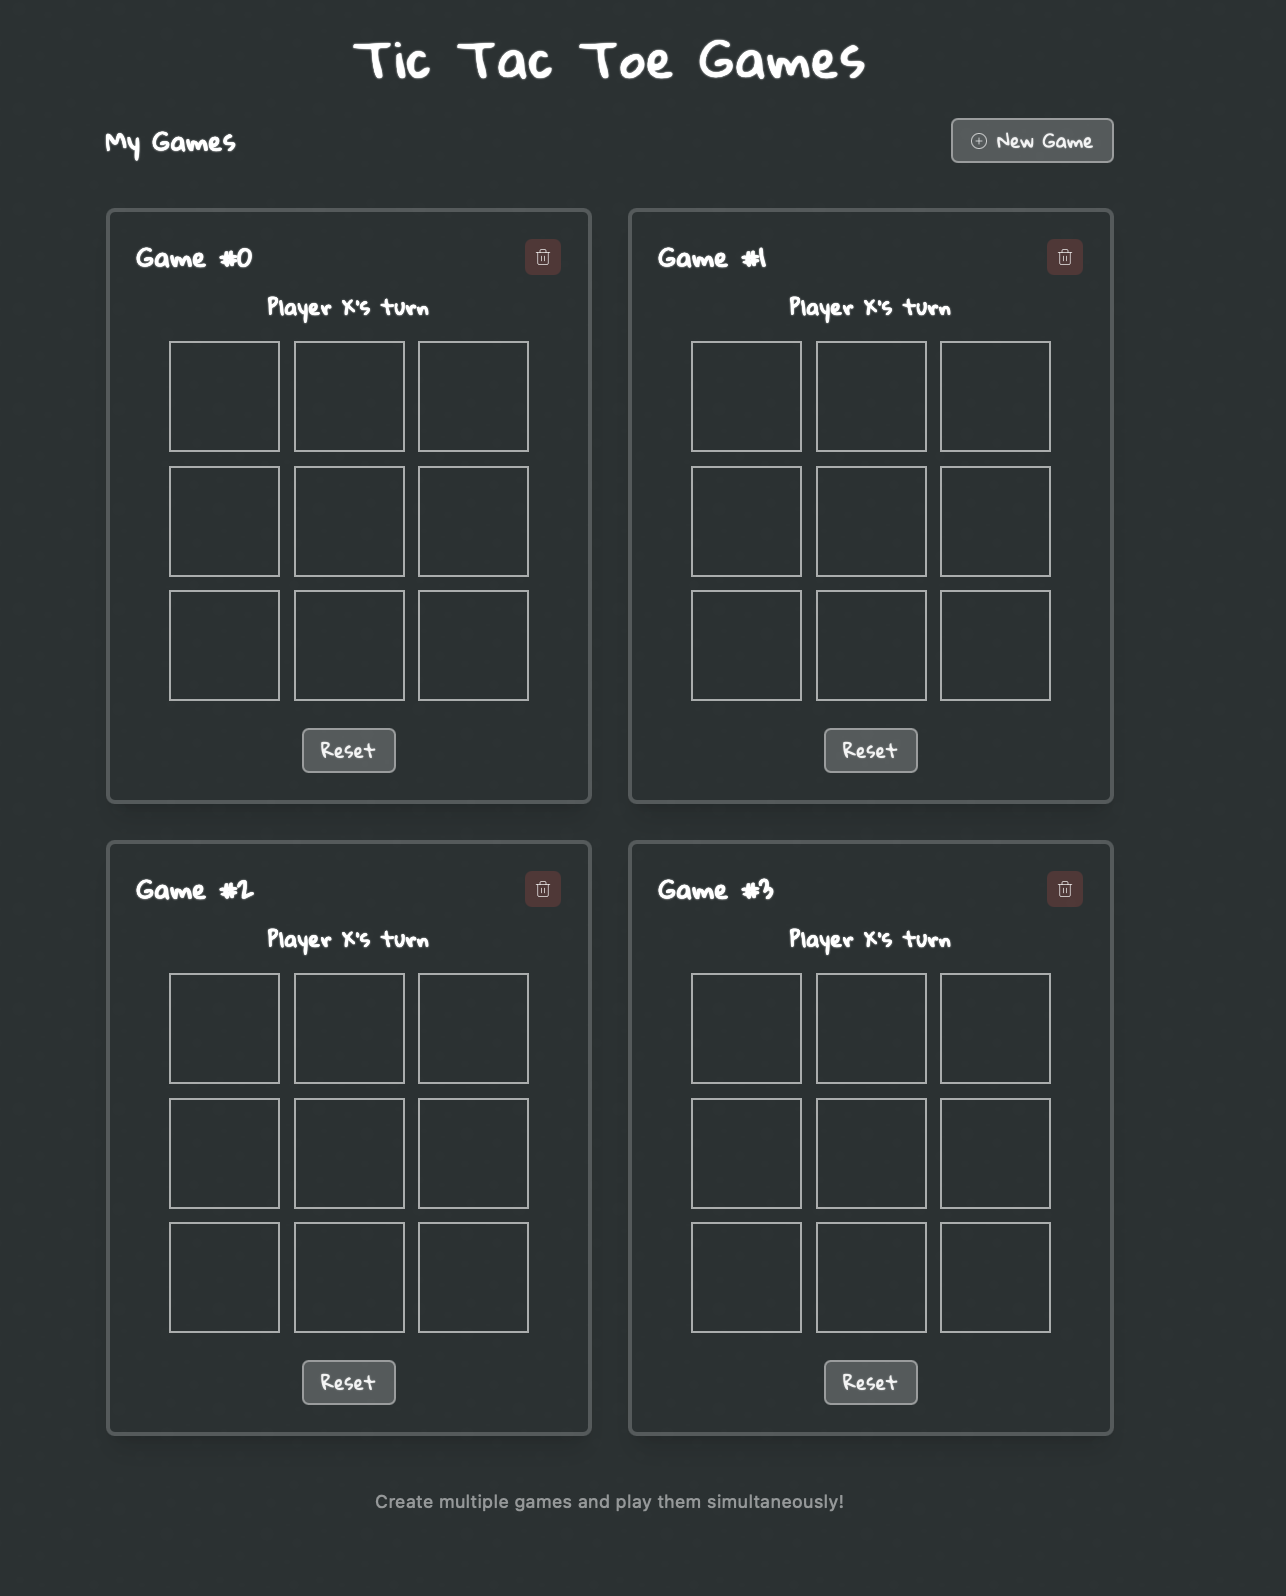 Tic Tac Toe Games
My Games
New Game
Game #0
Player X's turn
Reset
Game #1
Player X's turn
Reset
Game #2
Player X's turn
Reset
Game #3
Player X's turn
Reset
Create multiple games and play them simultaneously!